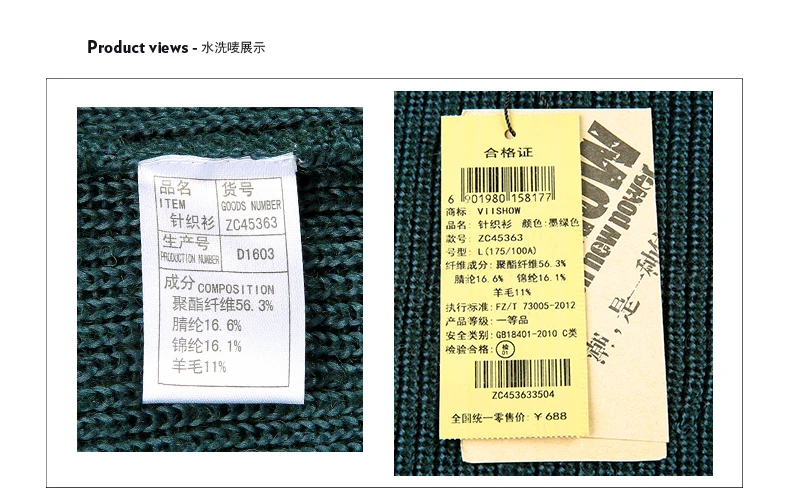 Product views - 水洗唛展示
品名 货号
ITEM GOODS NUMBER
针织衫 ZC45363
生产号
PRODUCTION NUMBER D1603
成分 COMPOSITION
聚酯纤维56.3%
腈纶16.6%
锦纶16.1%
羊毛11%
合格证
6 901980 158177
商标: VIISHOW
品名: 针织衫 颜色:墨绿色
款号: ZC45363
号型: L(175/100A)
纤维成分: 聚酯纤维56.3%
腈纶16.6% 锦纶16.1%
羊毛11%
执行标准: FZ/T 73005-2012
产品等级: 一等品
安全类别: GB18401-2010 C类
检验合格: 检 01
ZC453633504
全国统一零售价: ￥688
new power
是一种